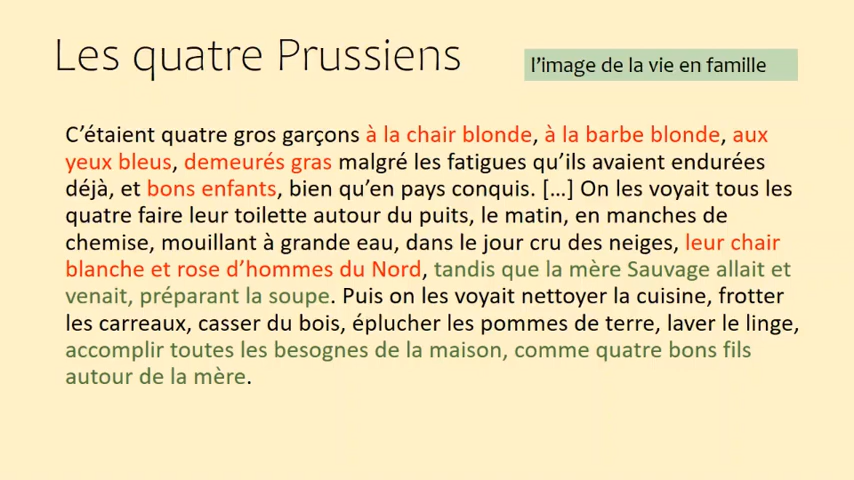 Les quatre Prussiens
l’image de la vie en famille
C’étaient quatre gros garçons à la chair blonde, à la barbe blonde, aux
yeux bleus, demeurés gras malgré les fatigues qu’ils avaient endurées
déjà, et bons enfants, bien qu’en pays conquis. […] On les voyait tous les
quatre faire leur toilette autour du puits, le matin, en manches de
chemise, mouillant à grande eau, dans le jour cru des neiges, leur chair
blanche et rose d’hommes du Nord, tandis que la mère Sauvage allait et
venait, préparant la soupe. Puis on les voyait nettoyer la cuisine, frotter
les carreaux, casser du bois, éplucher les pommes de terre, laver le linge,
accomplir toutes les besognes de la maison, comme quatre bons fils
autour de la mère.